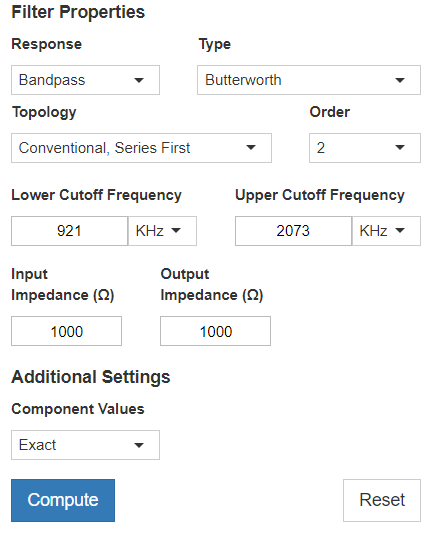 Filter Properties
Response Type
Bandpass Butterworth
Topology Order
Conventional, Series First 2
Lower Cutoff Frequency Upper Cutoff Frequency
921 KHz 2073 KHz
Input Output
Impedance (Ω) Impedance (Ω)
1000 1000
Additional Settings
Component Values
Exact
Compute Reset